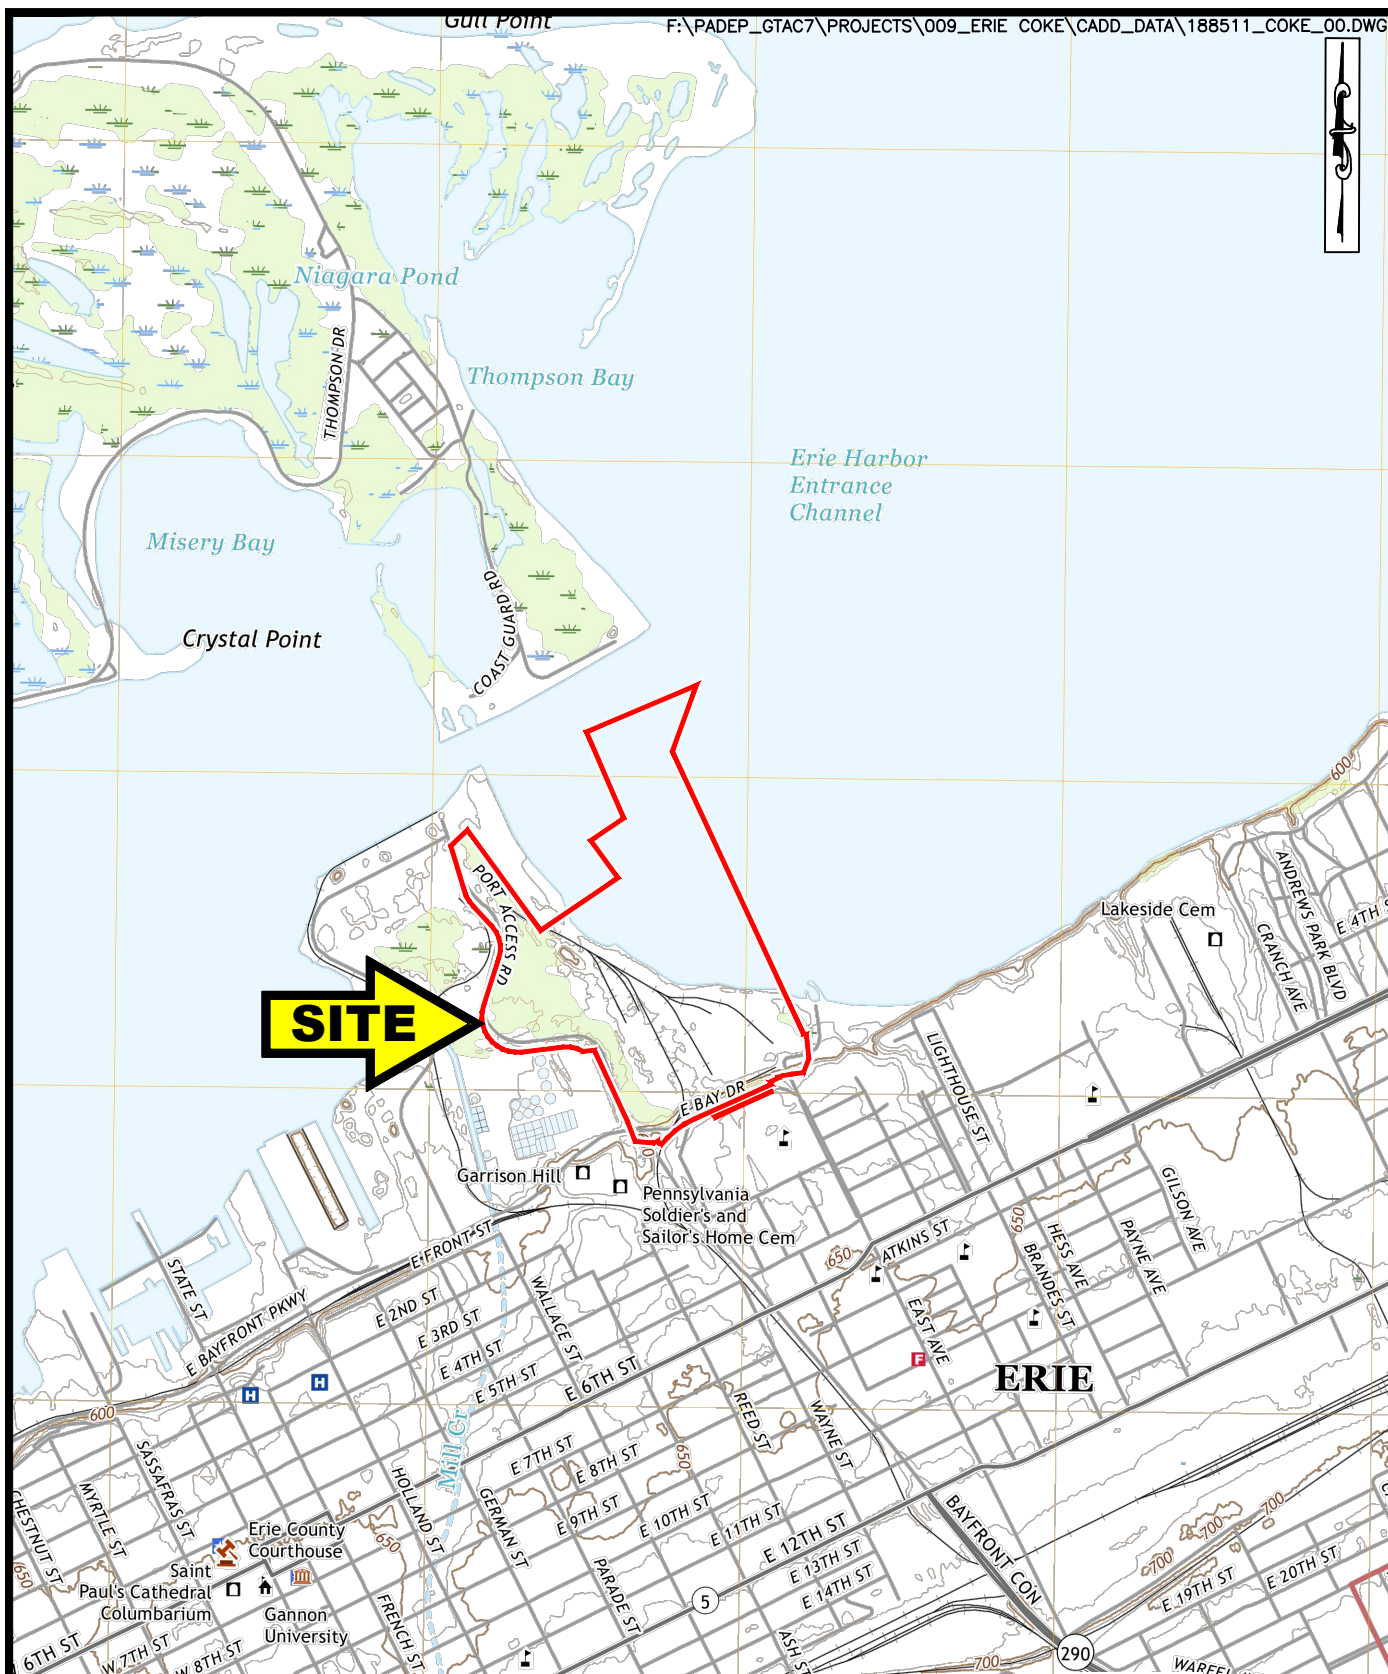 Gull Point
F:\PADEP_GTAC7\PROJECTS\009_ERIE COKE\CADD_DATA\188511_COKE_00.DWG
Niagara Pond
THOMPSON DR
Thompson Bay
Erie Harbor
Entrance
Channel
Misery Bay
COAST GUARD RD
Crystal Point
600
PORT ACCESS RD
ANDREWS PARK BLVD
E 4TH S
Lakeside Cem
CRANCH AVE
SITE
LIGHTHOUSE ST
E BAY DR
Garrison Hill
Pennsylvania
Soldier's and
Sailor's Home Cem
GILSON AVE
650
HESS AVE
PAYNE AVE
BRANDES ST
ATKINS ST
650
E FRONT ST
STATE ST
E BAYFRONT PKWY
WALLACE ST
E 2ND ST
E 3RD ST
E 4TH ST
E 5TH ST
E 6TH ST
EAST AVE
F
ERIE
H
H
600
REED ST
WAYNE ST
Mill Cr
SASSAFRAS ST
MYRTLE ST
CHESTNUT ST
HOLLAND ST
GERMAN ST
E 7TH ST
E 8TH ST
650
E 9TH ST
E 10TH ST
E 11TH ST
E 12TH ST
E 13TH ST
E 14TH ST
BAYFRONT CON
700
700
700
E 19TH ST
E 20TH ST
Erie County
Courthouse
650
650
Saint
Paul's Cathedral
Columbarium
Gannon
University
FRENCH ST
PARADE ST
5
ASH ST
W 6TH ST
W 7TH ST
W 8TH ST
700
290